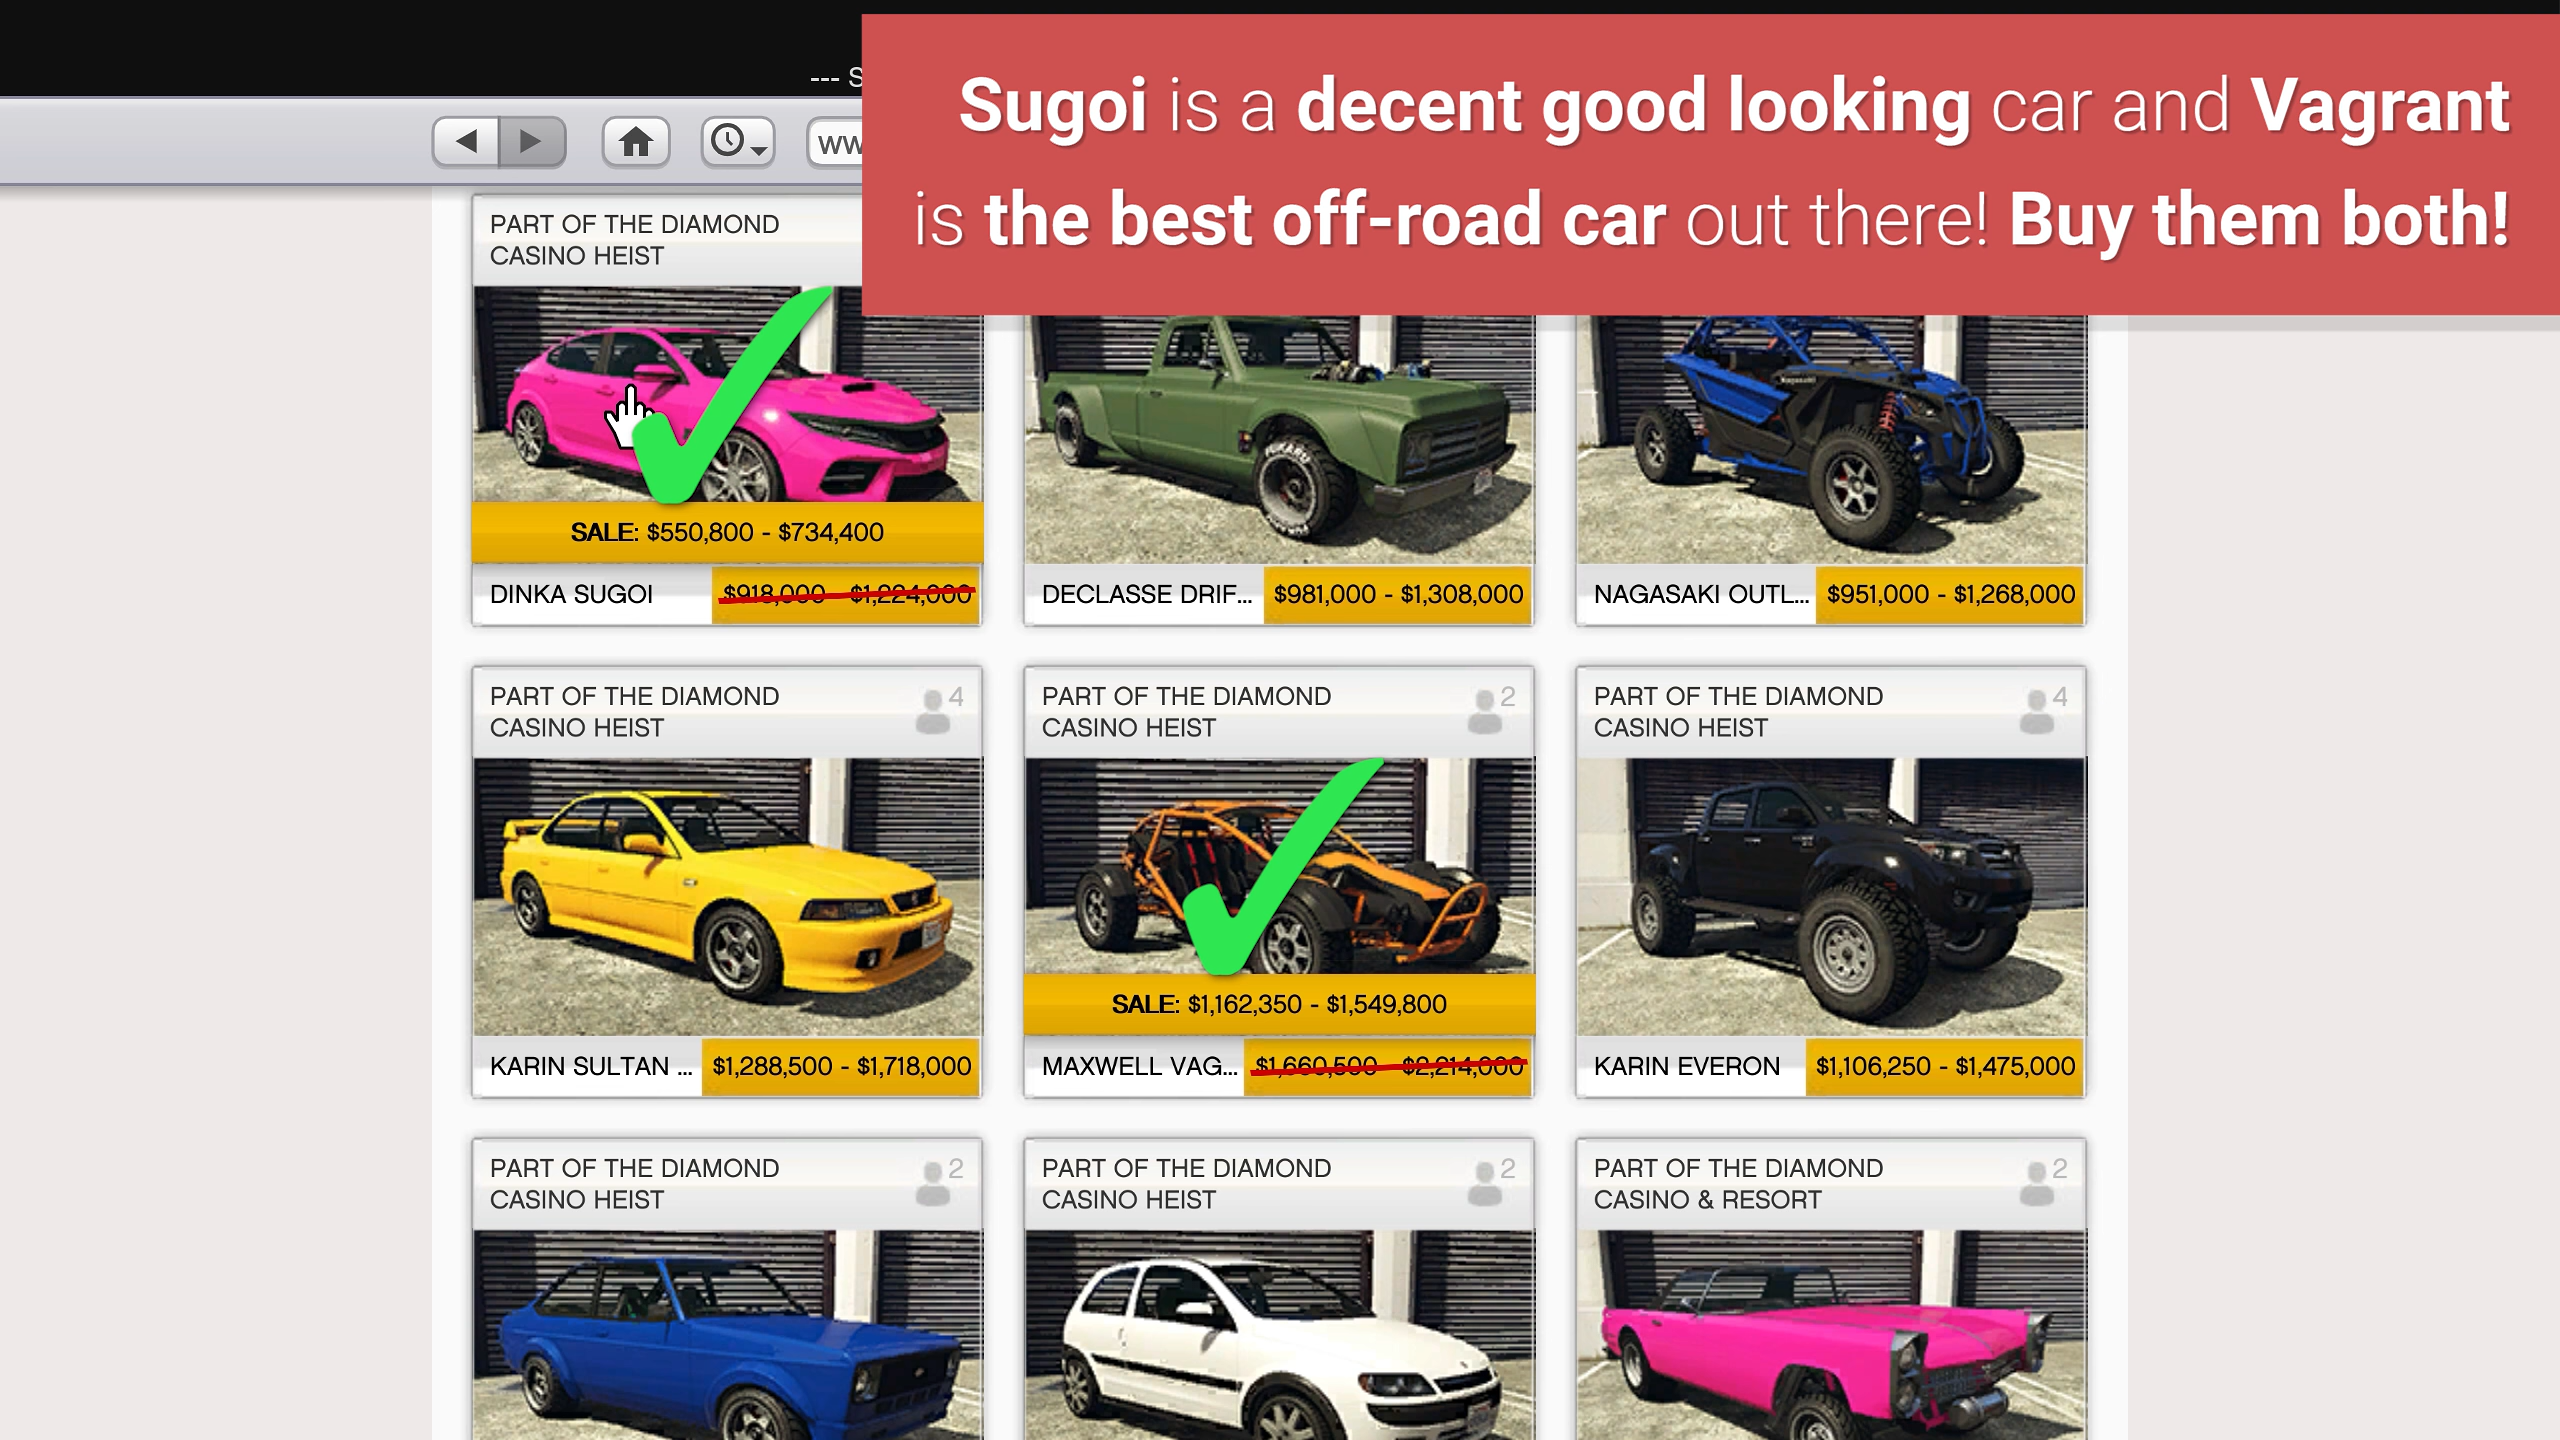 --- S
Sugoi is a decent good looking car and Vagrant
is the best off-road car out there! Buy them both!
WW
PART OF THE DIAMOND
CASINO HEIST
SALE: $550,800 - $734,400
DINKA SUGOI
$918,000 - $1,224,000
DECLASSE DRIF...
$981,000 - $1,308,000
Nagasaki
NAGASAKI OUTL...
$951,000 - $1,268,000
PART OF THE DIAMOND
CASINO HEIST
4
KARIN SULTAN ...
$1,288,500 - $1,718,000
PART OF THE DIAMOND
CASINO HEIST
2
SALE: $1,162,350 - $1,549,800
MAXWELL VAG...
$1,660,500 - $2,214,000
PART OF THE DIAMOND
CASINO HEIST
4
KARIN EVERON
$1,106,250 - $1,475,000
PART OF THE DIAMOND
CASINO HEIST
2
PART OF THE DIAMOND
CASINO HEIST
2
PART OF THE DIAMOND
CASINO & RESORT
2